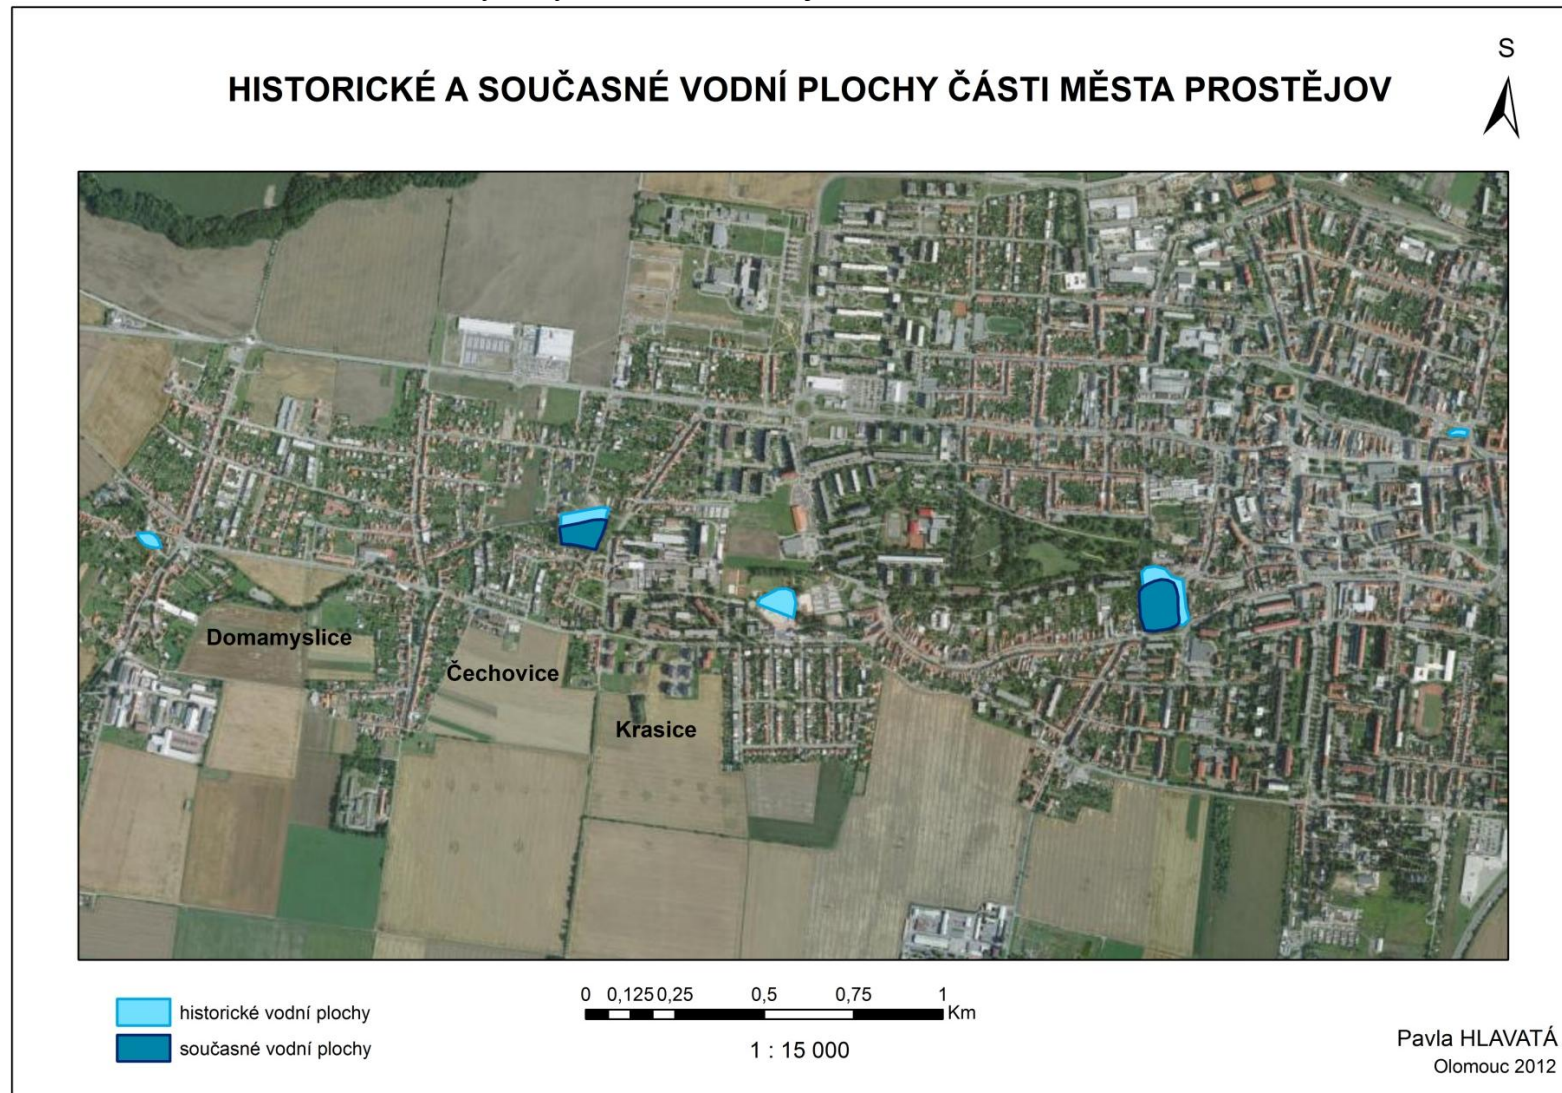 S
HISTORICKÉ A SOUČASNÉ VODNÍ PLOCHY ČÁSTI MĚSTA PROSTĚJOV
Domamyslice
Čechovice
Krasice
historické vodní plochy
současné vodní plochy
0 0,125 0,25 0,5 0,75 1
Km
1 : 15 000
Pavla HLAVATÁ
Olomouc 2012